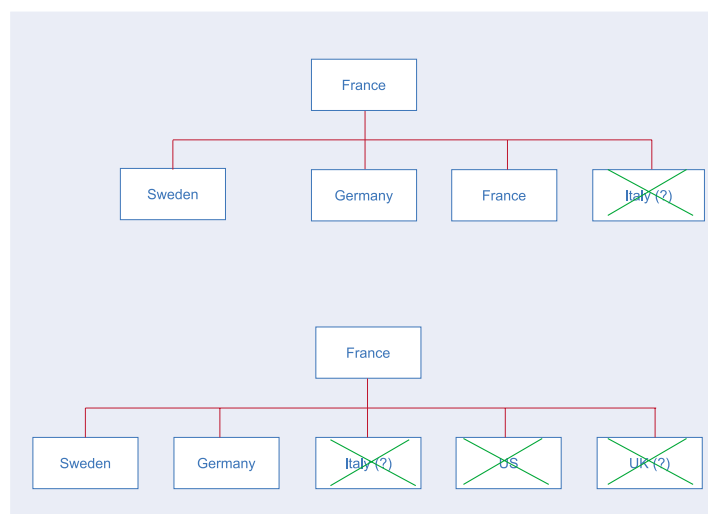 France
Sweden
Germany
France
Italy (?)
France
Sweden
Germany
Italy (?)
US
UK (?)